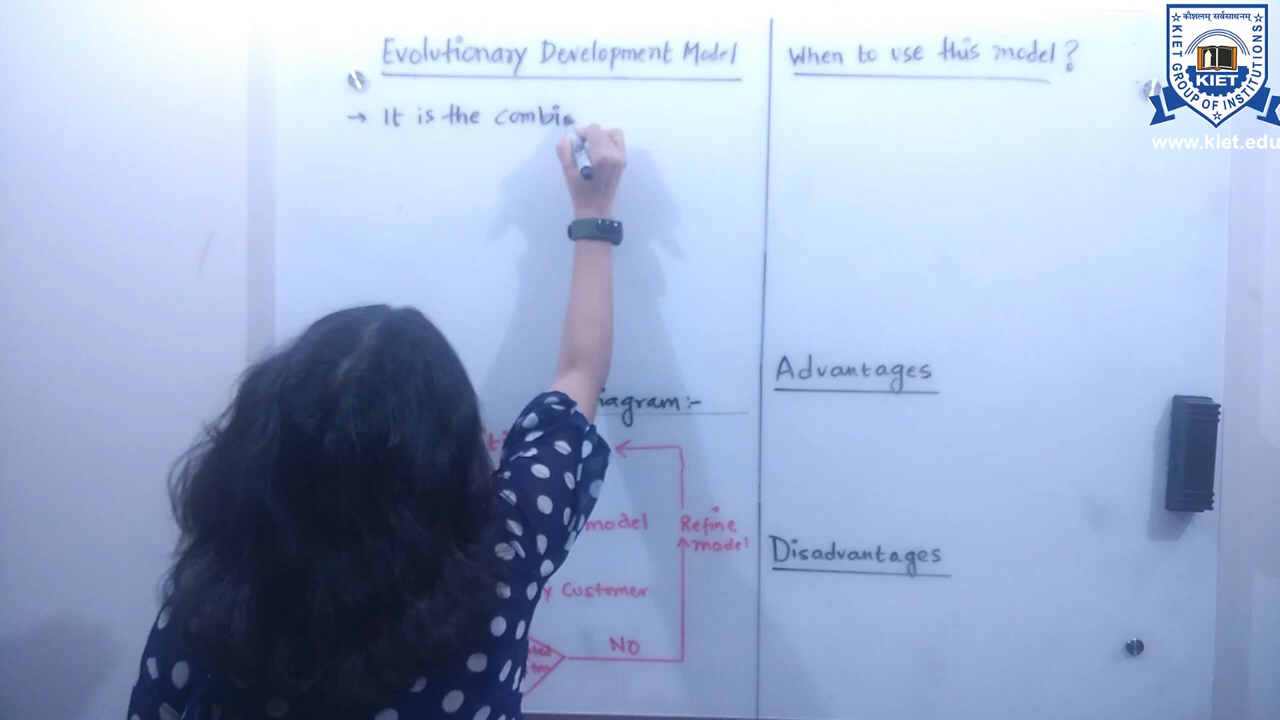 Evolutionary Development Model
→ It is the combi
Diagram:-
model
Refine
model
Customer
NO
When to use this model?
Advantages
Disadvantages
कौशलम् सर्वसाधनम्
KIET GROUP OF INSTITUTIONS
KIET
www.kiet.edu